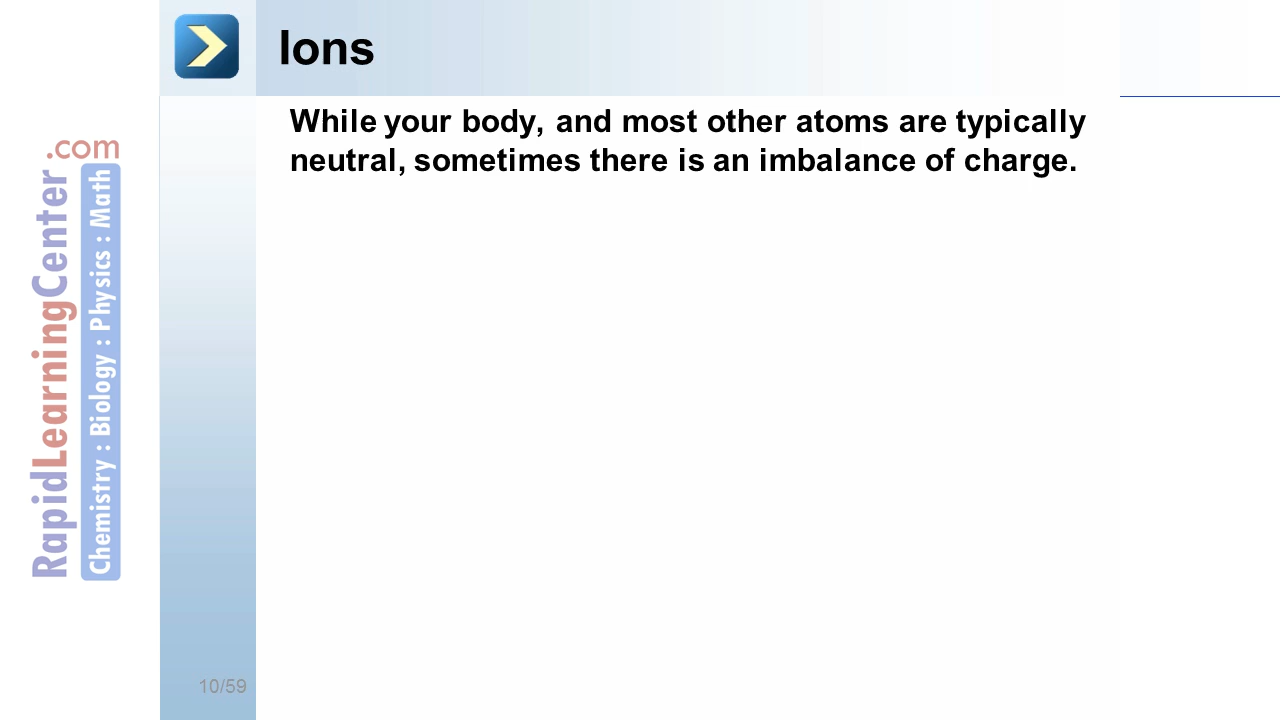 Ions
While your body, and most other atoms are typically
neutral, sometimes there is an imbalance of charge.
RapidLearningCenter.com
Chemistry : Biology : Physics : Math
10/59